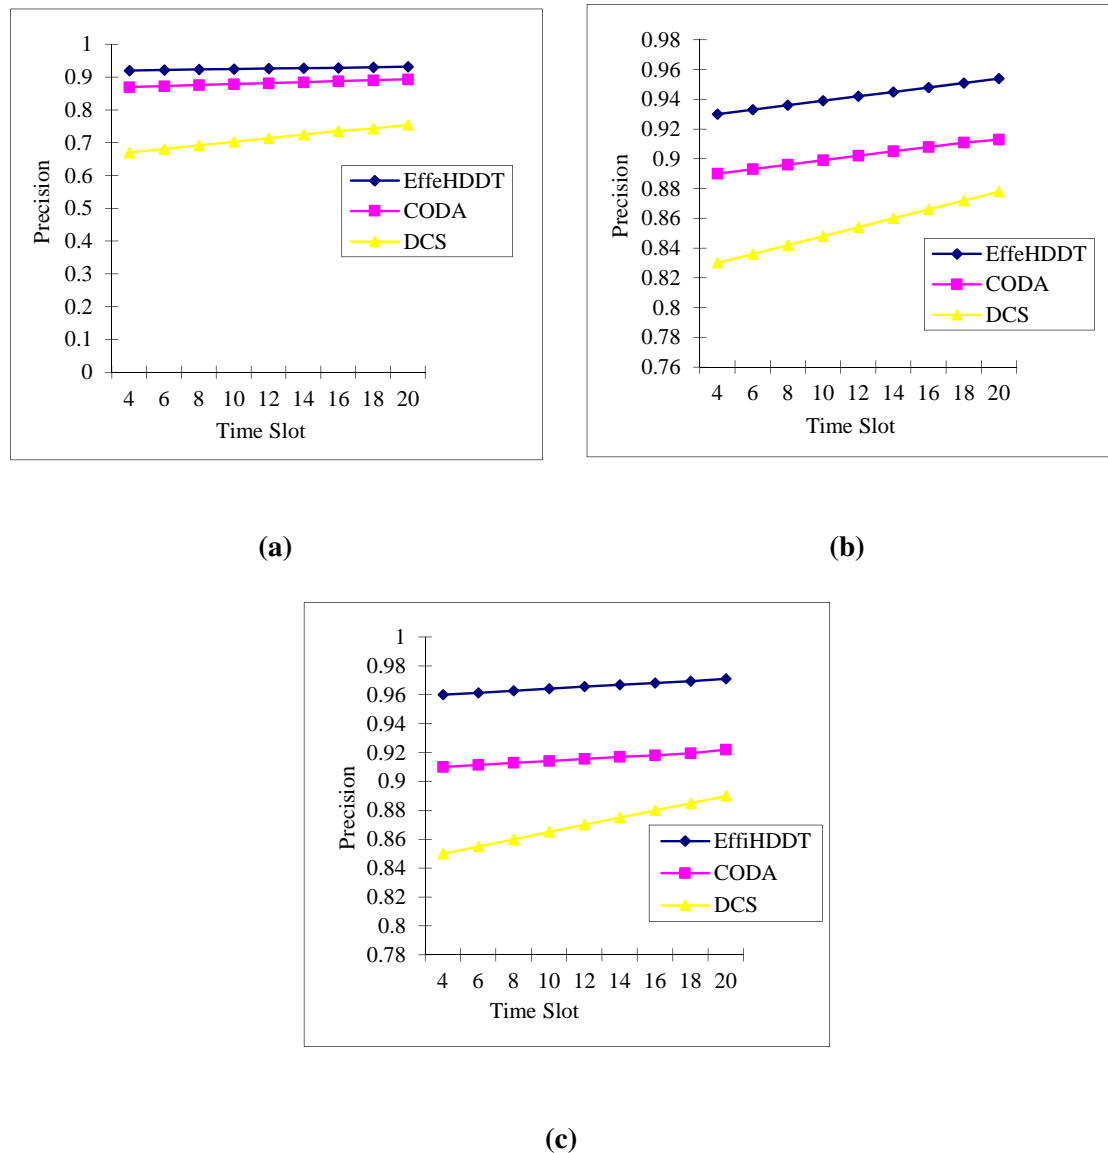 1
0.9
0.8
0.7
0.6
0.5
0.4
0.3
0.2
0.1
0
Precision
4 6 8 10 12 14 16 18 20
Time Slot
EffeHDDT
CODA
DCS
(a)
0.98
0.96
0.94
0.92
0.9
0.88
0.86
0.84
0.82
0.8
0.78
0.76
Precision
4 6 8 10 12 14 16 18 20
Time Slot
EffeHDDT
CODA
DCS
(b)
1
0.98
0.96
0.94
0.92
0.9
0.88
0.86
0.84
0.82
0.8
0.78
Precision
4 6 8 10 12 14 16 18 20
Time Slot
EffiHDDT
CODA
DCS
(c)